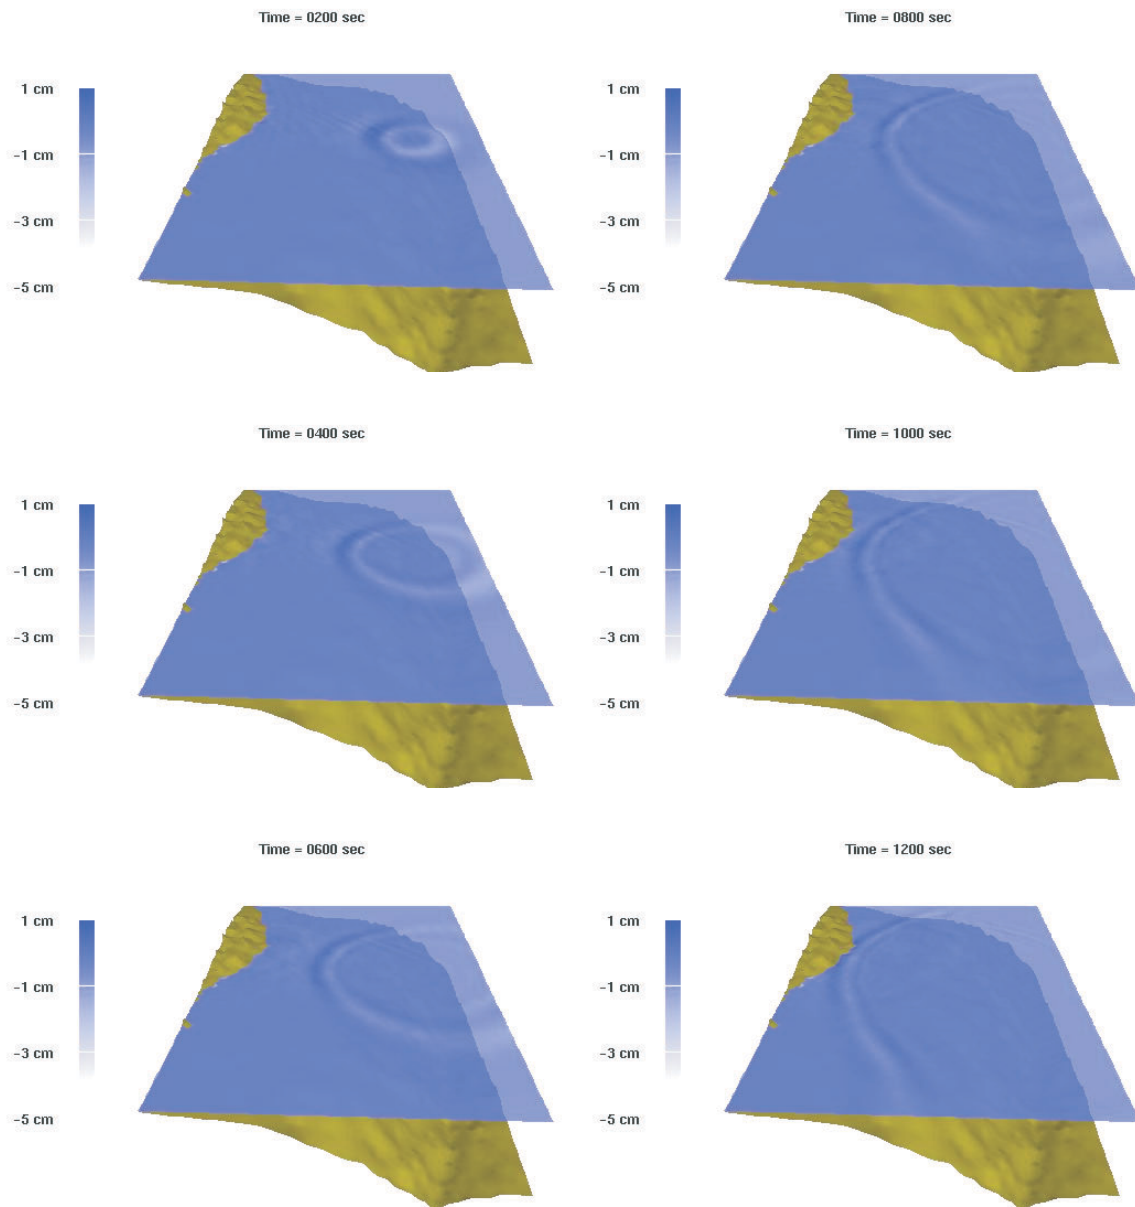 Time = 0200 sec
1 cm
-1 cm
-3 cm
-5 cm
Time = 0800 sec
1 cm
-1 cm
-3 cm
-5 cm
Time = 0400 sec
1 cm
-1 cm
-3 cm
-5 cm
Time = 1000 sec
1 cm
-1 cm
-3 cm
-5 cm
Time = 0600 sec
1 cm
-1 cm
-3 cm
-5 cm
Time = 1200 sec
1 cm
-1 cm
-3 cm
-5 cm